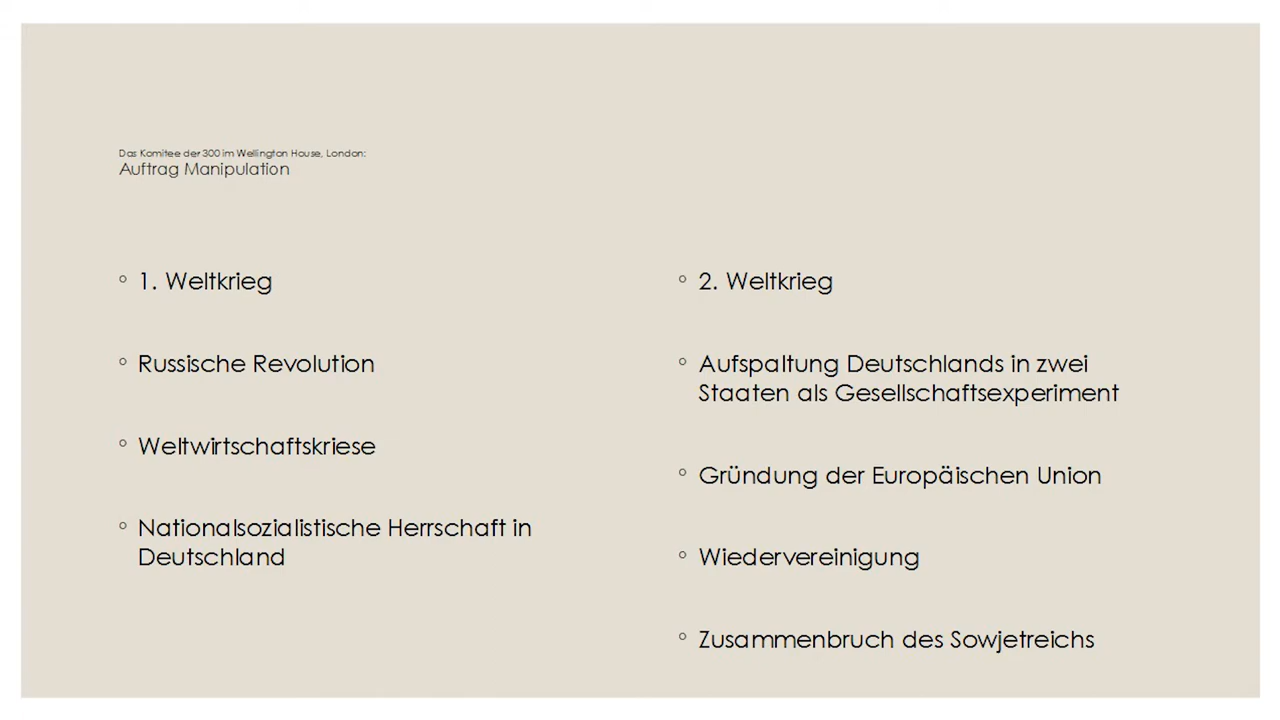 Das Komitee der 300 im Wellington House, London:
Auftrag Manipulation
◦ 1. Weltkrieg
◦ Russische Revolution
◦ Weltwirtschaftskriese
◦ Nationalsozialistische Herrschaft in
Deutschland
◦ 2. Weltkrieg
◦ Aufspaltung Deutschlands in zwei
Staaten als Gesellschaftsexperiment
◦ Gründung der Europäischen Union
◦ Wiedervereinigung
◦ Zusammenbruch des Sowjetreichs